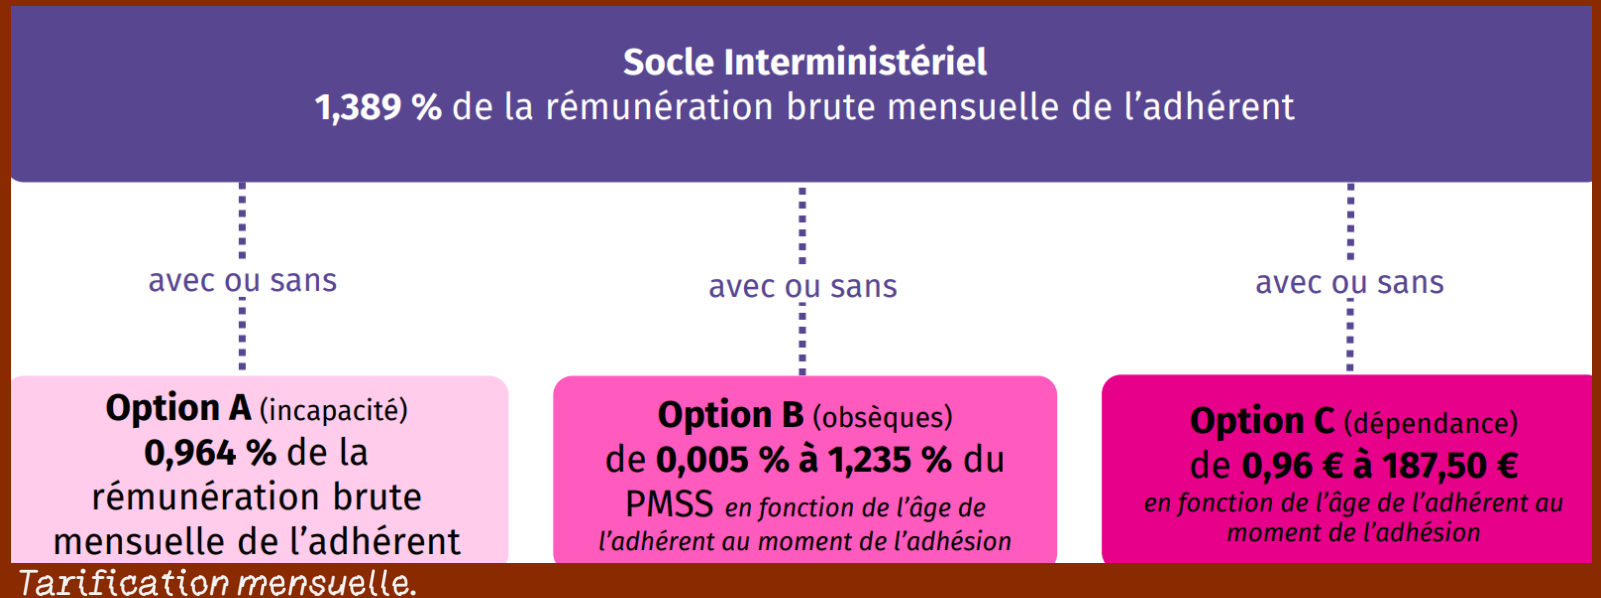 Socle Interministériel
1,389 % de la rémunération brute mensuelle de l’adhérent
avec ou sans
avec ou sans
avec ou sans
Option A (incapacité)
0,964 % de la
rémunération brute
mensuelle de l’adhérent
Option B (obsèques)
de 0,005 % à 1,235 % du
PMSS en fonction de l’âge de
l’adhérent au moment de l’adhésion
Option C (dépendance)
de 0,96 € à 187,50 €
en fonction de l’âge de l’adhérent au
moment de l’adhésion
Tarification mensuelle.